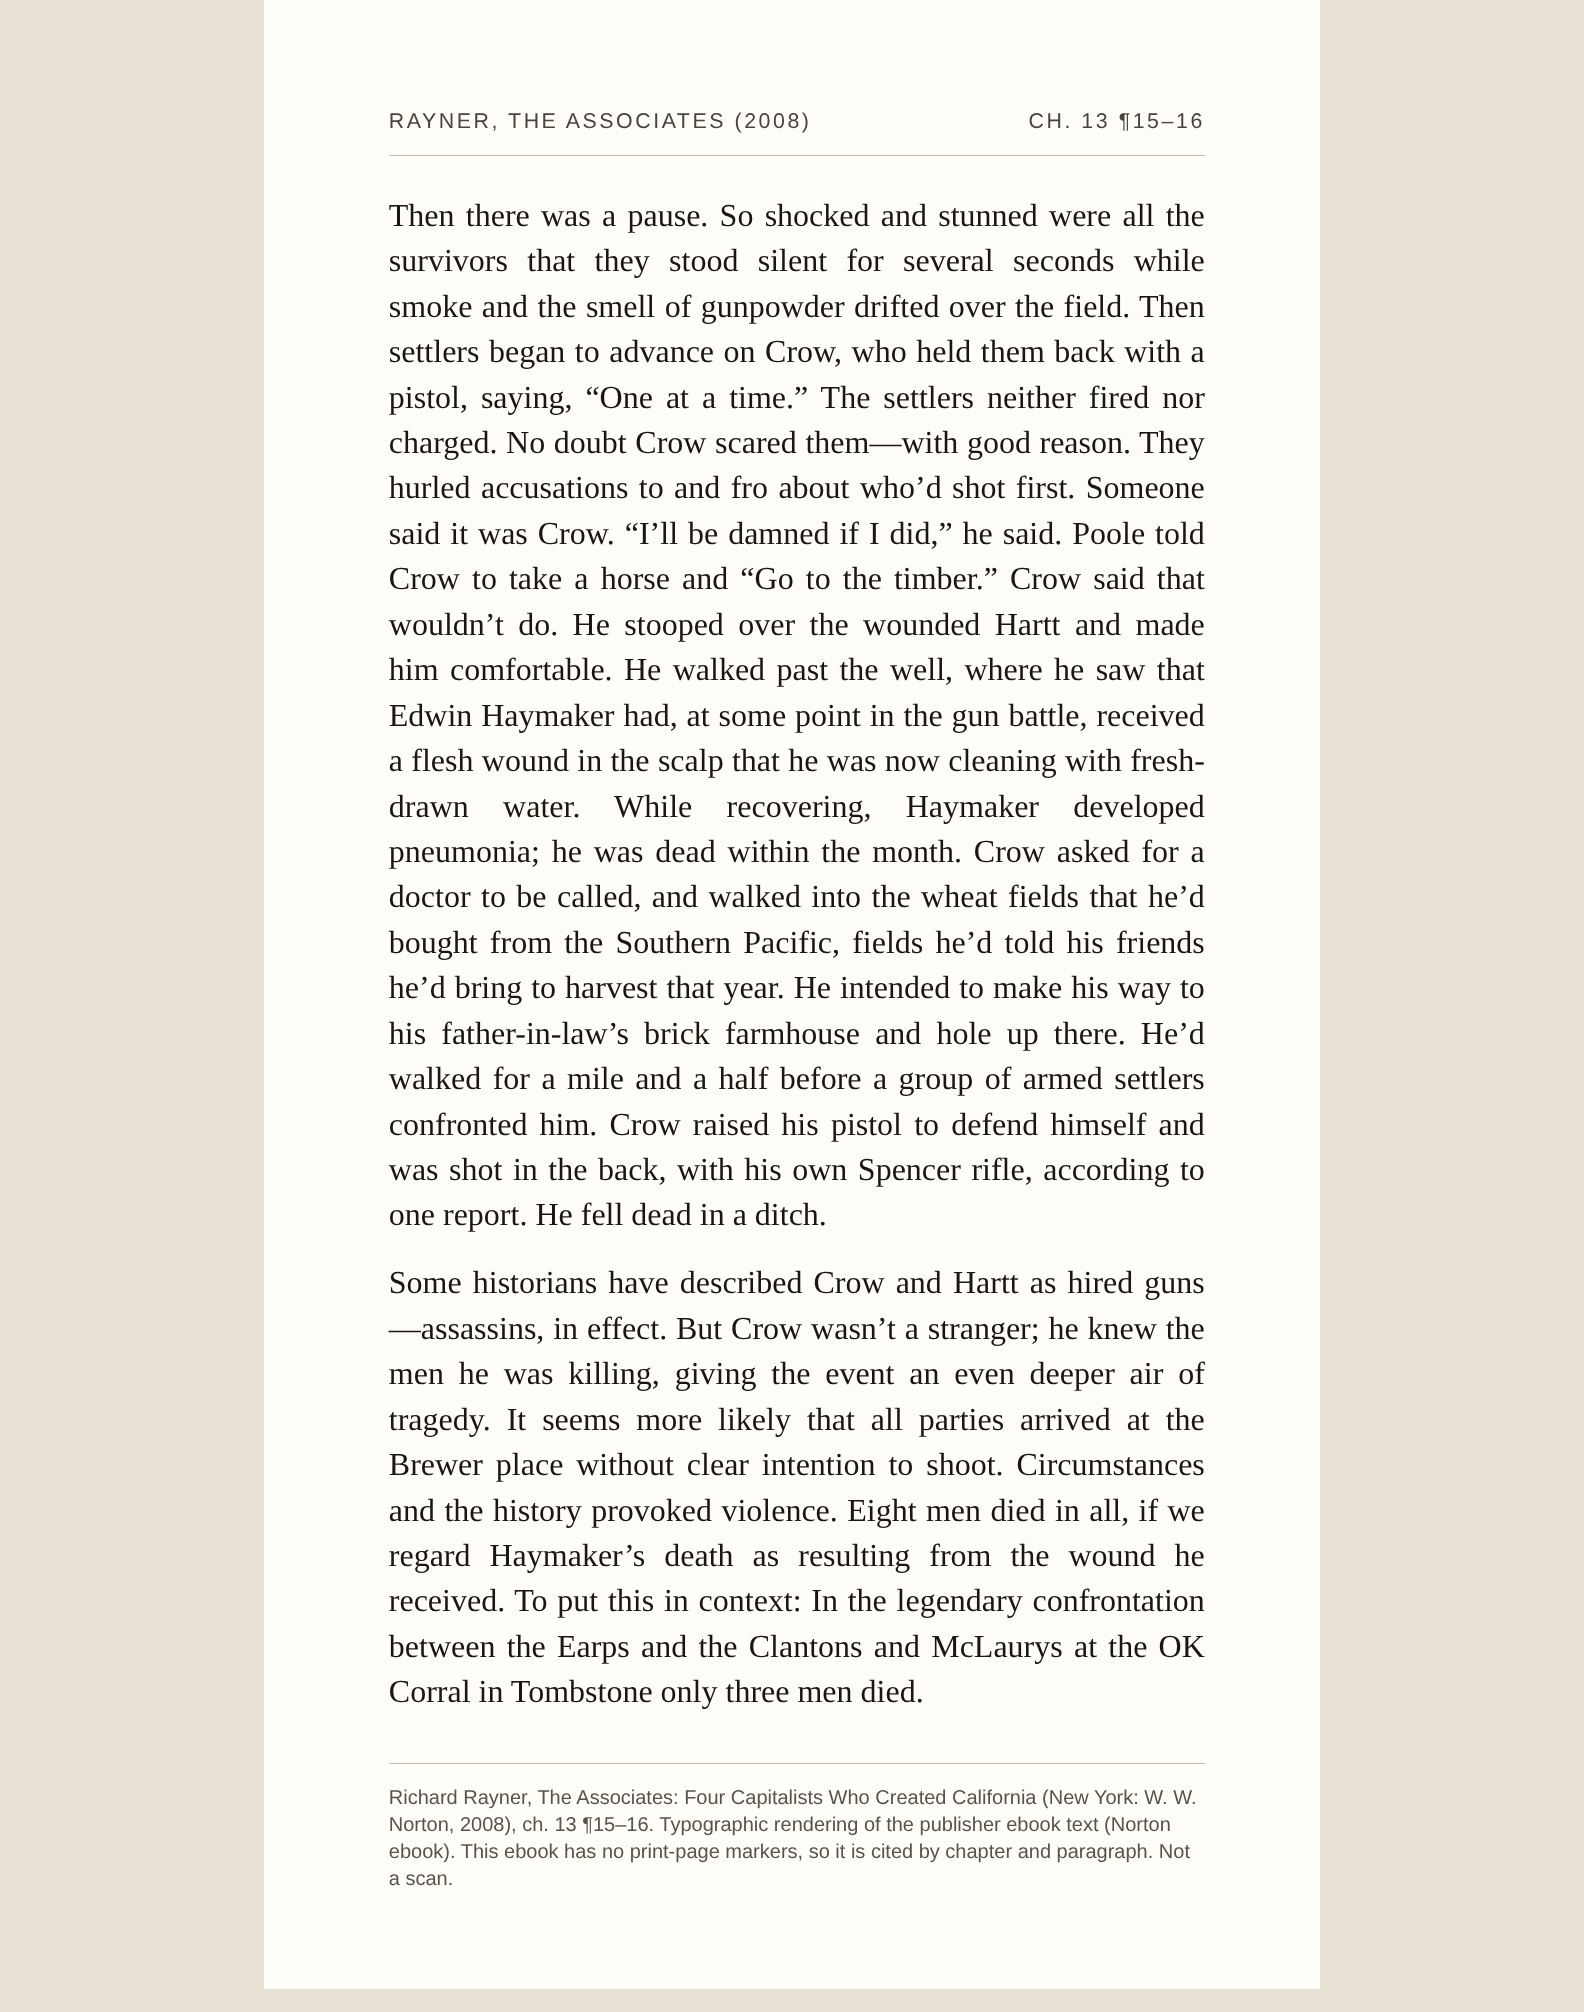 RAYNER, THE ASSOCIATES (2008) CH. 13 ¶15–16
Then there was a pause. So shocked and stunned were all the
survivors that they stood silent for several seconds while
smoke and the smell of gunpowder drifted over the field. Then
settlers began to advance on Crow, who held them back with a
pistol, saying, “One at a time.” The settlers neither fired nor
charged. No doubt Crow scared them—with good reason. They
hurled accusations to and fro about who’d shot first. Someone
said it was Crow. “I’ll be damned if I did,” he said. Poole told
Crow to take a horse and “Go to the timber.” Crow said that
wouldn’t do. He stooped over the wounded Hartt and made
him comfortable. He walked past the well, where he saw that
Edwin Haymaker had, at some point in the gun battle, received
a flesh wound in the scalp that he was now cleaning with fresh-
drawn water. While recovering, Haymaker developed
pneumonia; he was dead within the month. Crow asked for a
doctor to be called, and walked into the wheat fields that he’d
bought from the Southern Pacific, fields he’d told his friends
he’d bring to harvest that year. He intended to make his way to
his father-in-law’s brick farmhouse and hole up there. He’d
walked for a mile and a half before a group of armed settlers
confronted him. Crow raised his pistol to defend himself and
was shot in the back, with his own Spencer rifle, according to
one report. He fell dead in a ditch.
Some historians have described Crow and Hartt as hired guns
—assassins, in effect. But Crow wasn’t a stranger; he knew the
men he was killing, giving the event an even deeper air of
tragedy. It seems more likely that all parties arrived at the
Brewer place without clear intention to shoot. Circumstances
and the history provoked violence. Eight men died in all, if we
regard Haymaker’s death as resulting from the wound he
received. To put this in context: In the legendary confrontation
between the Earps and the Clantons and McLaurys at the OK
Corral in Tombstone only three men died.
Richard Rayner, The Associates: Four Capitalists Who Created California (New York: W. W.
Norton, 2008), ch. 13 ¶15–16. Typographic rendering of the publisher ebook text (Norton
ebook). This ebook has no print-page markers, so it is cited by chapter and paragraph. Not
a scan.